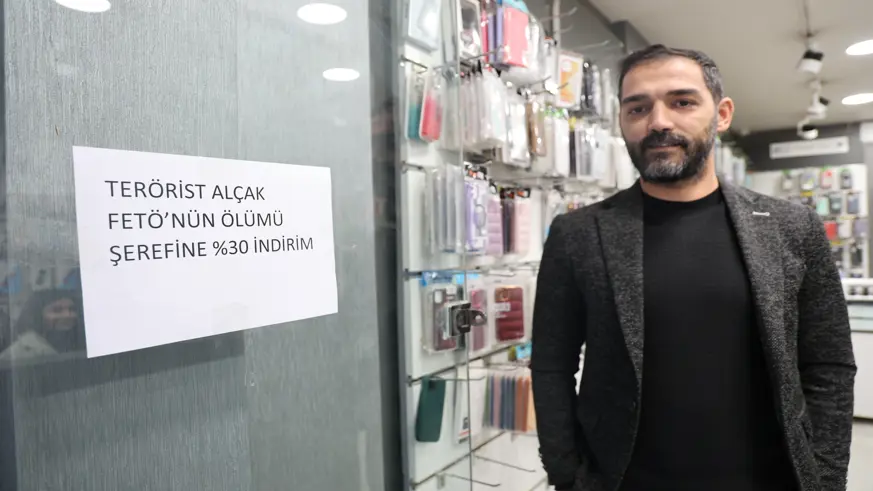 TERÖRİST ALÇAK
FETÖ'NÜN ÖLÜMÜ
ŞEREFİNE %30 İNDİRİM